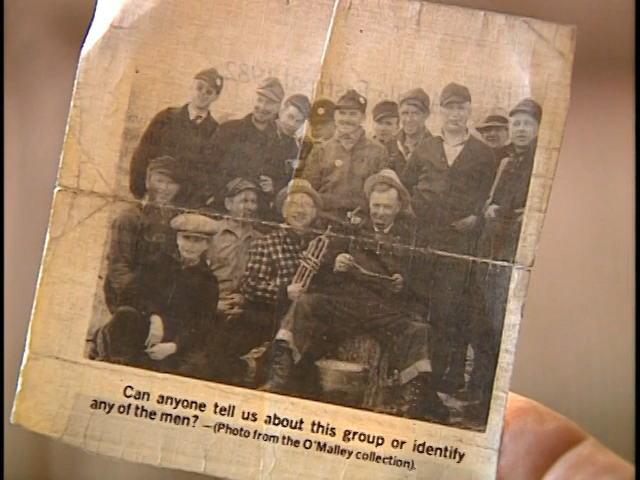 Can anyone tell us about this group or identify
any of the men? —(Photo from the O'Malley collection).